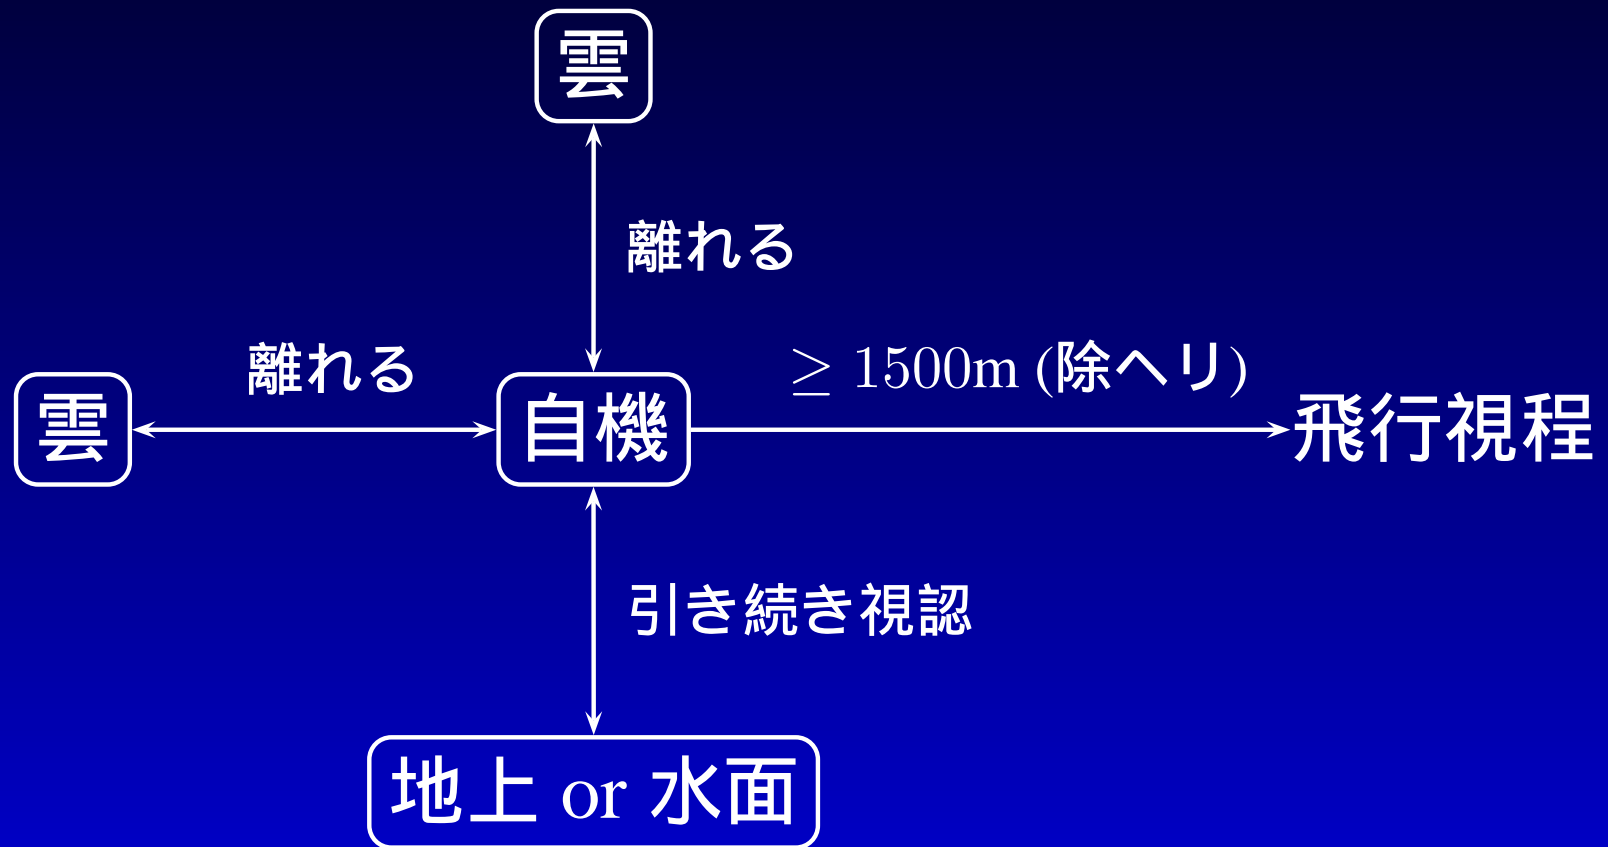 雲
離れる
離れる
≥ 1500m (除ヘリ)
雲
自機
飛行視程
引き続き視認
地上 or 水面